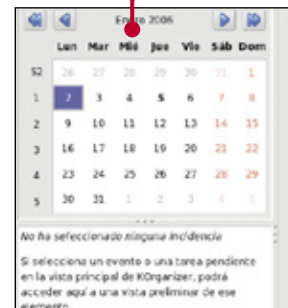 Enero 2006
Lun Mar Mié Jue Vie Sáb Dom
52 26 27 28 29 30 31 1
1 2 3 4 5 6 7 8
2 9 10 11 12 13 14 15
3 16 17 18 19 20 21 22
4 23 24 25 26 27 28 29
5 30 31 1 2 3 4 5
No ha seleccionado ninguna incidencia
Si selecciona un evento o una tarea pendiente
en la vista principal de KOrganizer, podrá
acceder aquí a una vista preliminar de ese
elemento.